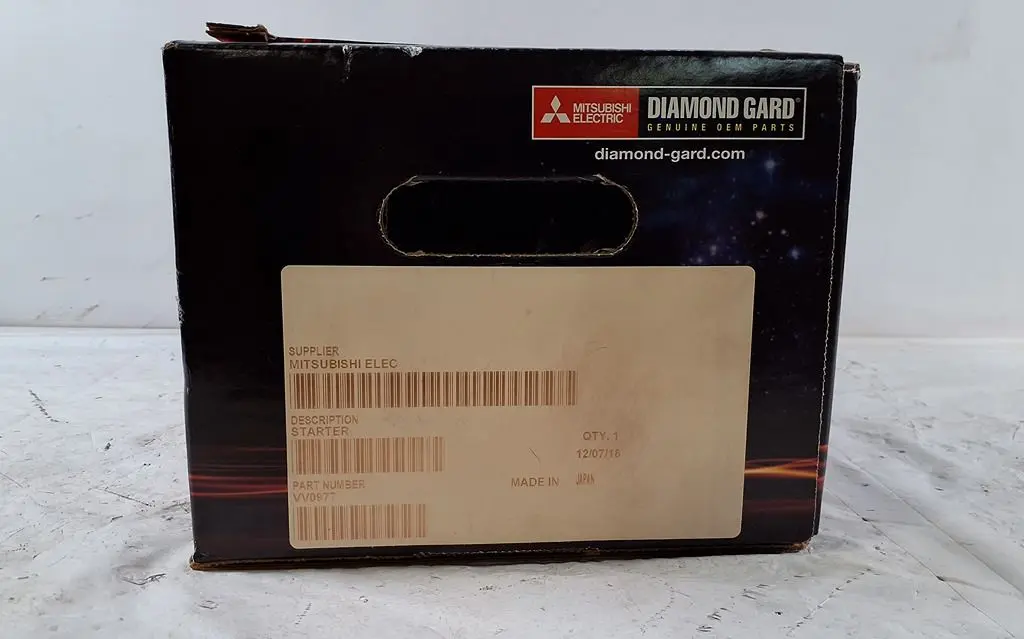 MITSUBISHI
ELECTRIC
DIAMOND GARD®
GENUINE OEM PARTS
diamond-gard.com
SUPPLIER
MITSUBISHI ELEC
DESCRIPTION
STARTER
QTY. 1
12/07/16
PART NUMBER
VV0977
MADE IN JAPAN